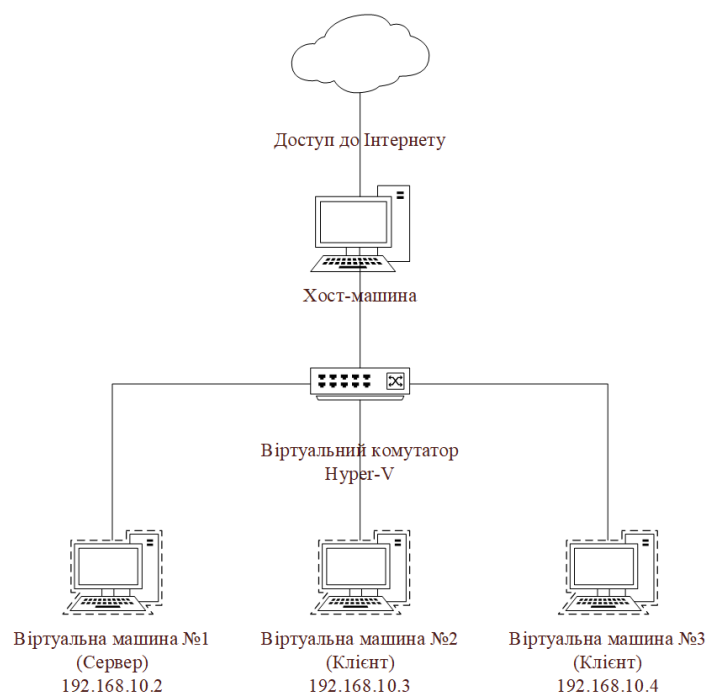 Доступ до Інтернету
Хост-машина
Віртуальний комутатор
Hyper-V
Віртуальна машина №1
(Сервер)
192.168.10.2
Віртуальна машина №2
(Клієнт)
192.168.10.3
Віртуальна машина №3
(Клієнт)
192.168.10.4